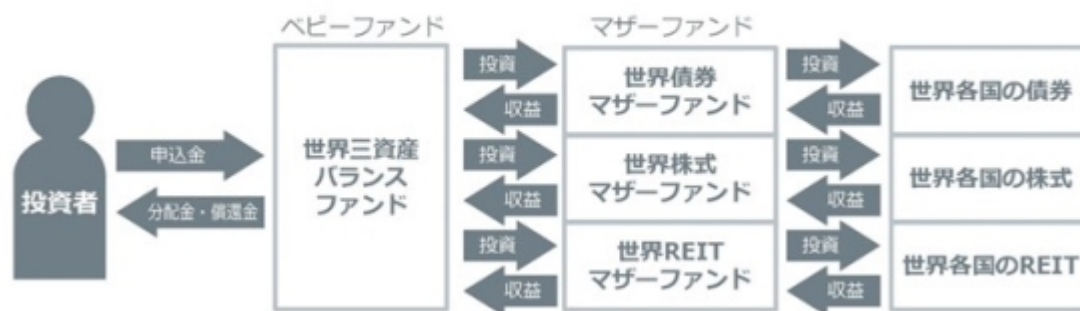 ベビーファンド
マザーファンド
投資者
申込金
分配金・償還金
世界三資産
バランス
ファンド
投資
収益
世界債券
マザーファンド
投資
収益
世界各国の債券
投資
収益
世界株式
マザーファンド
投資
収益
世界各国の株式
投資
収益
世界REIT
マザーファンド
投資
収益
世界各国のREIT